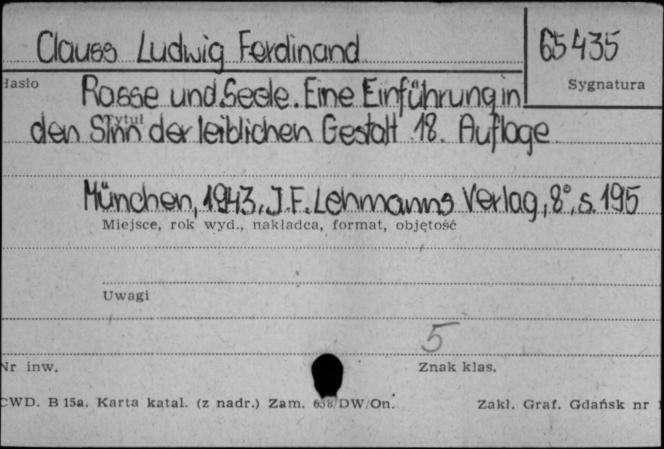 Clauss Ludwig Ferdinand 65435
Hasło Sygnatura
Rasse und Seele. Eine Einführung in
Tytuł
den Sinn der leiblichen Gestalt 18. Auflage
München, 1943, J.F. Lehmanns Verlag, 8°, s. 195
Miejsce, rok wyd., nakładca, format, objętość
Uwagi
5
Nr inw. Znak klas.
CWD. B 15a. Karta katal. (z nadr.) Zam. 638/DW/On. Zakł. Graf. Gdańsk nr 1